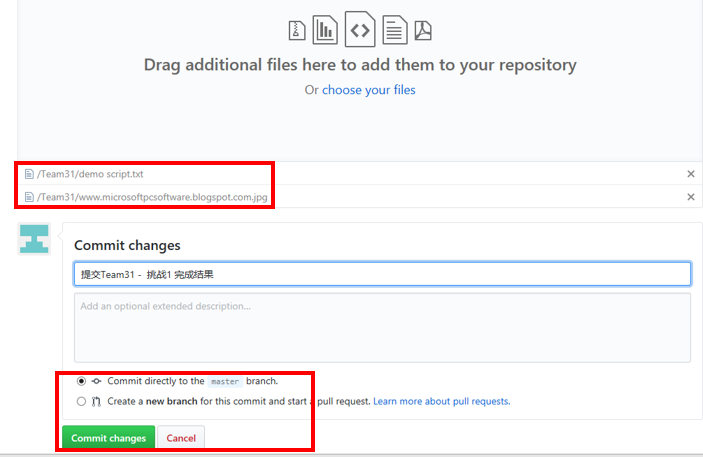 Drag additional files here to add them to your repository
Or choose your files
/Team31/demo script.txt
/Team31/www.microsoftpcsoftware.blogspot.com.jpg
Commit changes
提交Team31 - 挑战1 完成结果
Add an optional extended description...
Commit directly to the master branch.
Create a new branch for this commit and start a pull request. Learn more about pull requests.
Commit changes Cancel